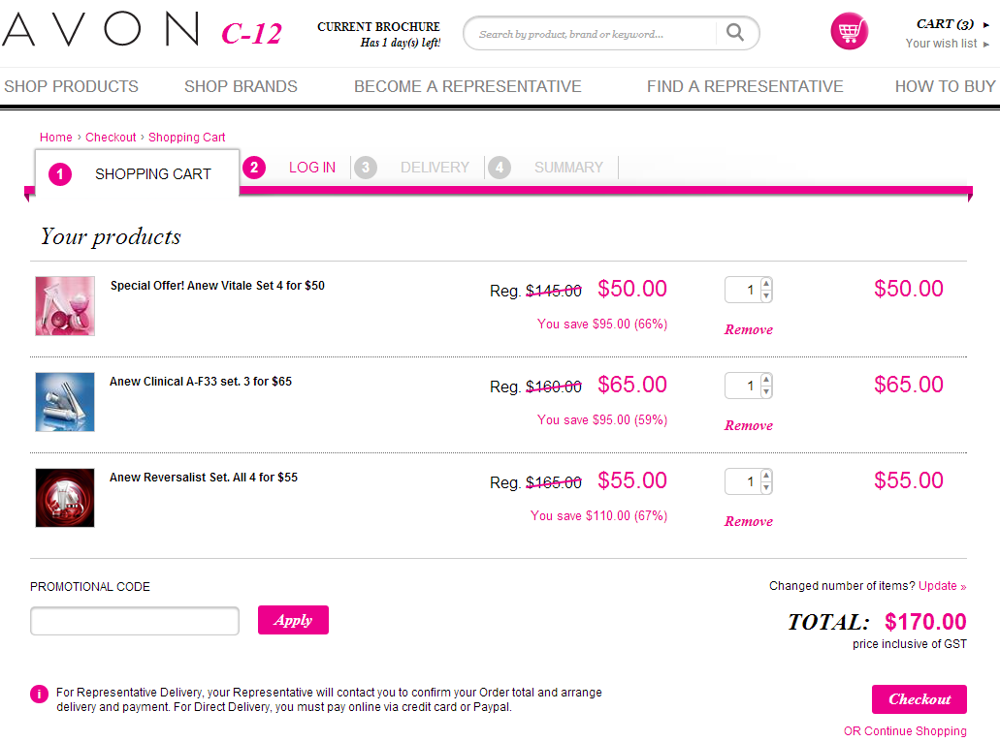 AVON C-12
CURRENT BROCHURE
Has 1 day(s) left!
Search by product, brand or keyword...
CART (3) ►
Your wish list ►
SHOP PRODUCTS SHOP BRANDS BECOME A REPRESENTATIVE FIND A REPRESENTATIVE HOW TO BUY
Home › Checkout › Shopping Cart
1 SHOPPING CART 2 LOG IN 3 DELIVERY 4 SUMMARY
Your products
Special Offer! Anew Vitale Set 4 for $50 Reg. $145.00 $50.00 1 $50.00
You save $95.00 (66%)
Remove
Anew Clinical A-F33 set. 3 for $65 Reg. $160.00 $65.00 1 $65.00
You save $95.00 (59%)
Remove
Anew Reversalist Set. All 4 for $55 Reg. $165.00 $55.00 1 $55.00
You save $110.00 (67%)
Remove
PROMOTIONAL CODE
Changed number of items? Update »
Apply
TOTAL: $170.00
price inclusive of GST
i For Representative Delivery, your Representative will contact you to confirm your Order total and arrange
delivery and payment. For Direct Delivery, you must pay online via credit card or Paypal.
Checkout
OR Continue Shopping